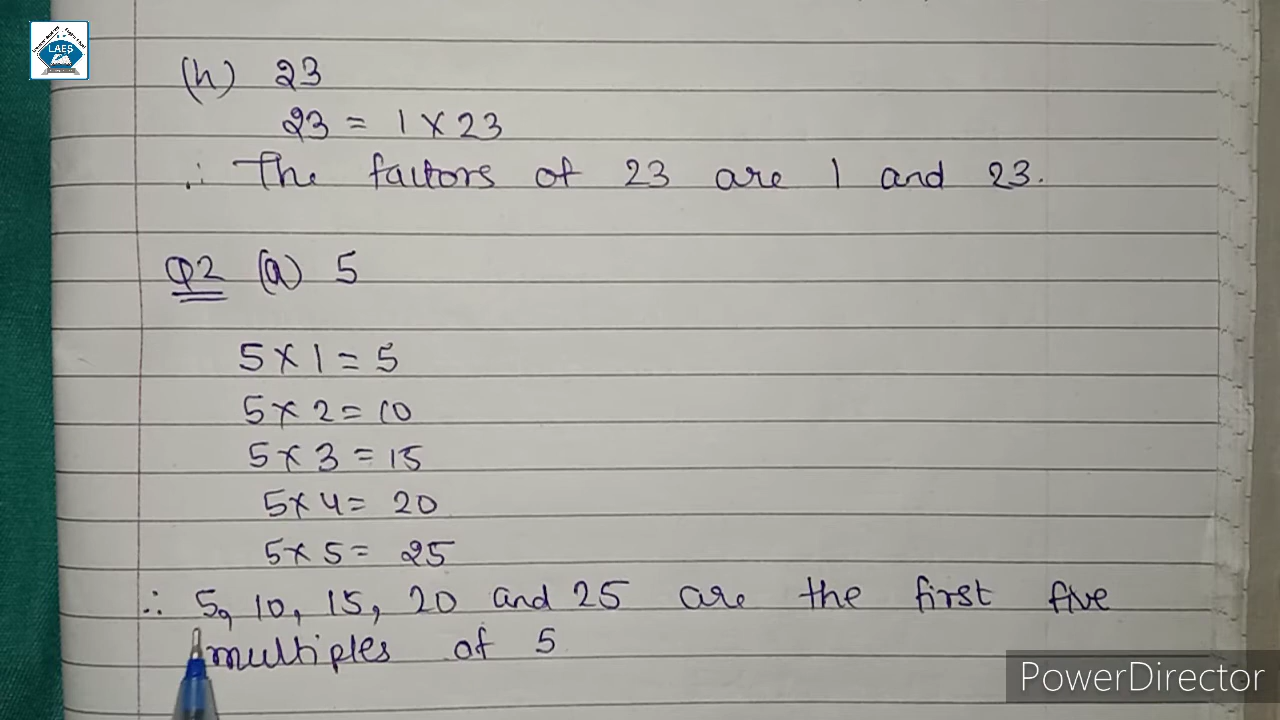 LAES
(h) 23
23 = 1 × 23
∴ The factors of 23 are 1 and 23.
Q2 (a) 5
5 × 1 = 5
5 × 2 = 10
5 × 3 = 15
5 × 4 = 20
5 × 5 = 25
∴ 5, 10, 15, 20 and 25 are the first five
multiples of 5
PowerDirector